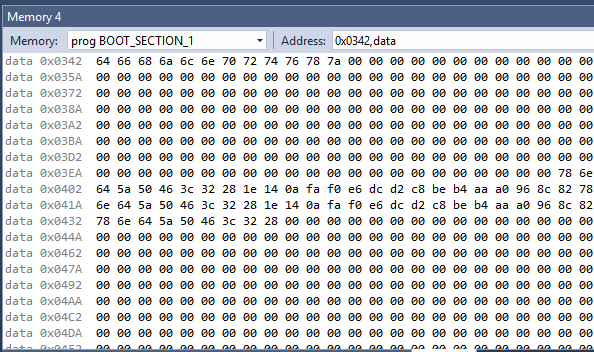 Memory 4
Memory: prog BOOT_SECTION_1 Address: 0x0342,data
data 0x0342 64 66 68 6a 6c 6e 70 72 74 76 78 7a 00 00 00 00 00 00 00 00 00 00 00 00
data 0x035A 00 00 00 00 00 00 00 00 00 00 00 00 00 00 00 00 00 00 00 00 00 00 00 00
data 0x0372 00 00 00 00 00 00 00 00 00 00 00 00 00 00 00 00 00 00 00 00 00 00 00 00
data 0x038A 00 00 00 00 00 00 00 00 00 00 00 00 00 00 00 00 00 00 00 00 00 00 00 00
data 0x03A2 00 00 00 00 00 00 00 00 00 00 00 00 00 00 00 00 00 00 00 00 00 00 00 00
data 0x03BA 00 00 00 00 00 00 00 00 00 00 00 00 00 00 00 00 00 00 00 00 00 00 00 00
data 0x03D2 00 00 00 00 00 00 00 00 00 00 00 00 00 00 00 00 00 00 00 00 00 00 00 00
data 0x03EA 00 00 00 00 00 00 00 00 00 00 00 00 00 00 00 00 00 00 00 00 00 00 78 6e
data 0x0402 64 5a 50 46 3c 32 28 1e 14 0a fa f0 e6 dc d2 c8 be b4 aa a0 96 8c 82 78
data 0x041A 6e 64 5a 50 46 3c 32 28 1e 14 0a fa f0 e6 dc d2 c8 be b4 aa a0 96 8c 82
data 0x0432 78 6e 64 5a 50 46 3c 32 28 00 00 00 00 00 00 00 00 00 00 00 00 00 00 00
data 0x044A 00 00 00 00 00 00 00 00 00 00 00 00 00 00 00 00 00 00 00 00 00 00 00 00
data 0x0462 00 00 00 00 00 00 00 00 00 00 00 00 00 00 00 00 00 00 00 00 00 00 00 00
data 0x047A 00 00 00 00 00 00 00 00 00 00 00 00 00 00 00 00 00 00 00 00 00 00 00 00
data 0x0492 00 00 00 00 00 00 00 00 00 00 00 00 00 00 00 00 00 00 00 00 00 00 00 00
data 0x04AA 00 00 00 00 00 00 00 00 00 00 00 00 00 00 00 00 00 00 00 00 00 00 00 00
data 0x04C2 00 00 00 00 00 00 00 00 00 00 00 00 00 00 00 00 00 00 00 00 00 00 00 00
data 0x04DA 00 00 00 00 00 00 00 00 00 00 00 00 00 00 00 00 00 00 00 00 00 00 00 00